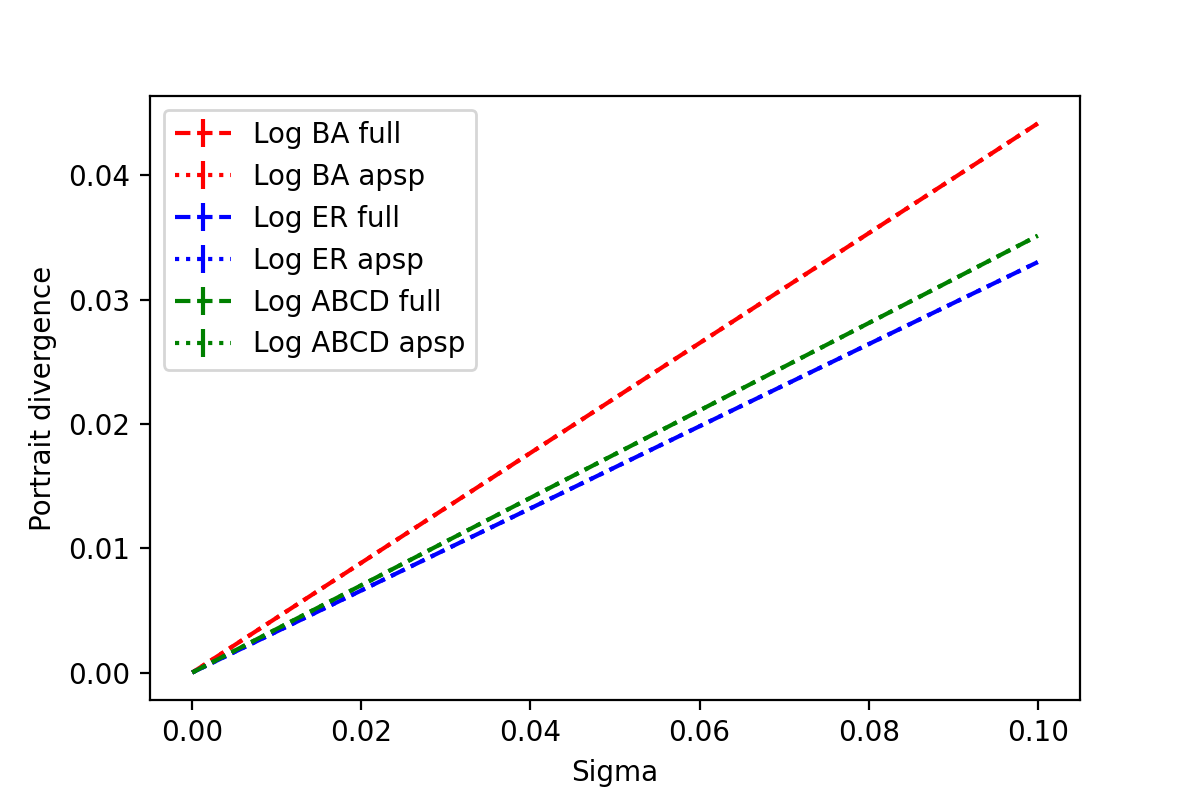 Log BA full
Log BA apsp
Log ER full
Log ER apsp
Log ABCD full
Log ABCD apsp
0.04
0.03
0.02
0.01
0.00
Portrait divergence
0.00 0.02 0.04 0.06 0.08 0.10
Sigma